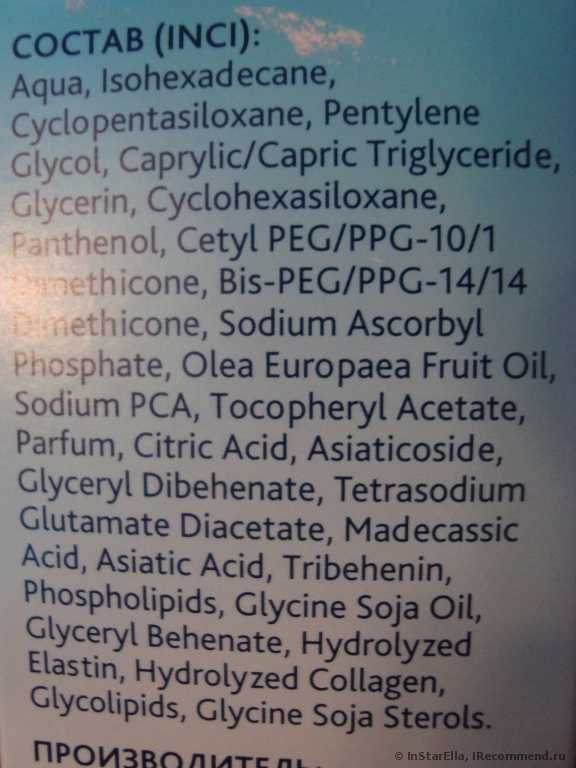 СОСТАВ (INCI):
Aqua, Isohexadecane,
Cyclopentasiloxane, Pentylene
Glycol, Caprylic/Capric Triglyceride,
Glycerin, Cyclohexasiloxane,
Panthenol, Cetyl PEG/PPG-10/1
Dimethicone, Bis-PEG/PPG-14/14
Dimethicone, Sodium Ascorbyl
Phosphate, Olea Europaea Fruit Oil,
Sodium PCA, Tocopheryl Acetate,
Parfum, Citric Acid, Asiaticoside,
Glyceryl Dibehenate, Tetrasodium
Glutamate Diacetate, Madecassic
Acid, Asiatic Acid, Tribehenin,
Phospholipids, Glycine Soja Oil,
Glyceryl Behenate, Hydrolyzed
Elastin, Hydrolyzed Collagen,
Glycolipids, Glycine Soja Sterols.
ПРОИЗВОДИТЕЛЬ:
© InStarElla, IRecommend.ru